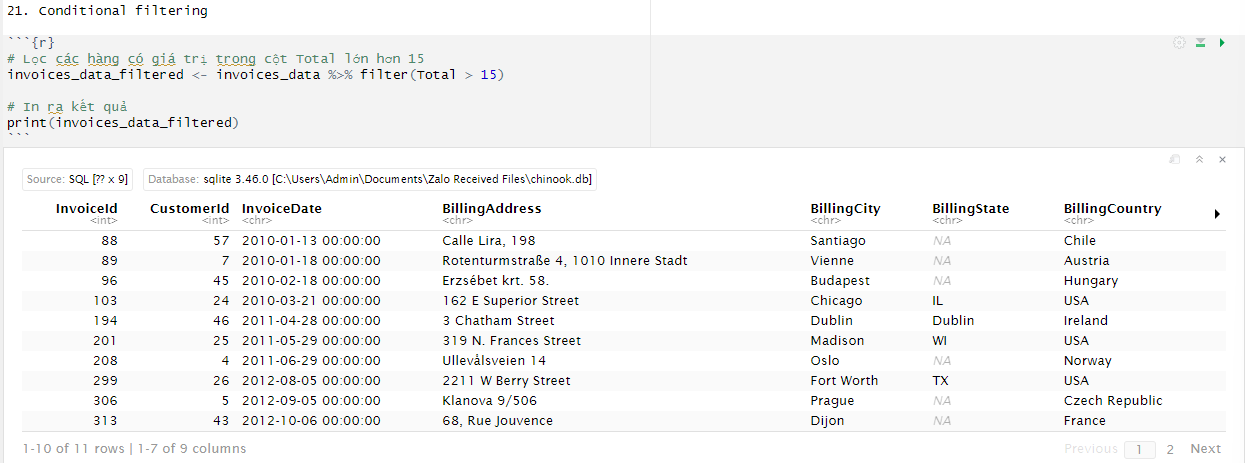 21. Conditional filtering
```{r}
# Lọc các hàng có giá trị trong cột Total lớn hơn 15
invoices_data_filtered <- invoices_data %>% filter(Total > 15)
# In ra kết quả
print(invoices_data_filtered)
```
Source: SQL [?? x 9] Database: sqlite 3.46.0 [C:\Users\Admin\Documents\Zalo Received Files\chinook.db]
InvoiceId CustomerId InvoiceDate BillingAddress BillingCity BillingState BillingCountry
<int> <int> <chr> <chr> <chr> <chr> <chr>
88 57 2010-01-13 00:00:00 Calle Lira, 198 Santiago NA Chile
89 7 2010-01-18 00:00:00 Rotenturmstraße 4, 1010 Innere Stadt Vienne NA Austria
96 45 2010-02-18 00:00:00 Erzsébet krt. 58. Budapest NA Hungary
103 24 2010-03-21 00:00:00 162 E Superior Street Chicago IL USA
194 46 2011-04-28 00:00:00 3 Chatham Street Dublin Dublin Ireland
201 25 2011-05-29 00:00:00 319 N. Frances Street Madison WI USA
208 4 2011-06-29 00:00:00 Ullevålsveien 14 Oslo NA Norway
299 26 2012-08-05 00:00:00 2211 W Berry Street Fort Worth TX USA
306 5 2012-09-05 00:00:00 Klanova 9/506 Prague NA Czech Republic
313 43 2012-10-06 00:00:00 68, Rue Jouvence Dijon NA France
1-10 of 11 rows | 1-7 of 9 columns Previous 1 2 Next